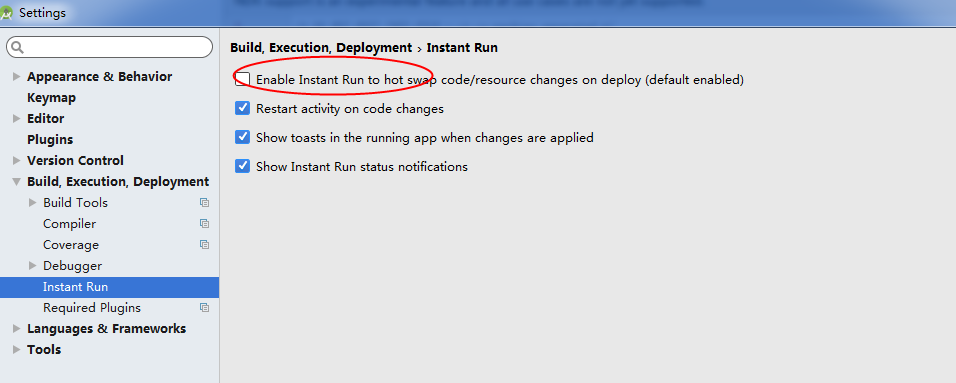 Settings
Build, Execution, Deployment › Instant Run
Enable Instant Run to hot swap code/resource changes on deploy (default enabled)
Restart activity on code changes
Show toasts in the running app when changes are applied
Show Instant Run status notifications
Appearance & Behavior
Keymap
Editor
Plugins
Version Control
Build, Execution, Deployment
Build Tools
Compiler
Coverage
Debugger
Instant Run
Required Plugins
Languages & Frameworks
Tools